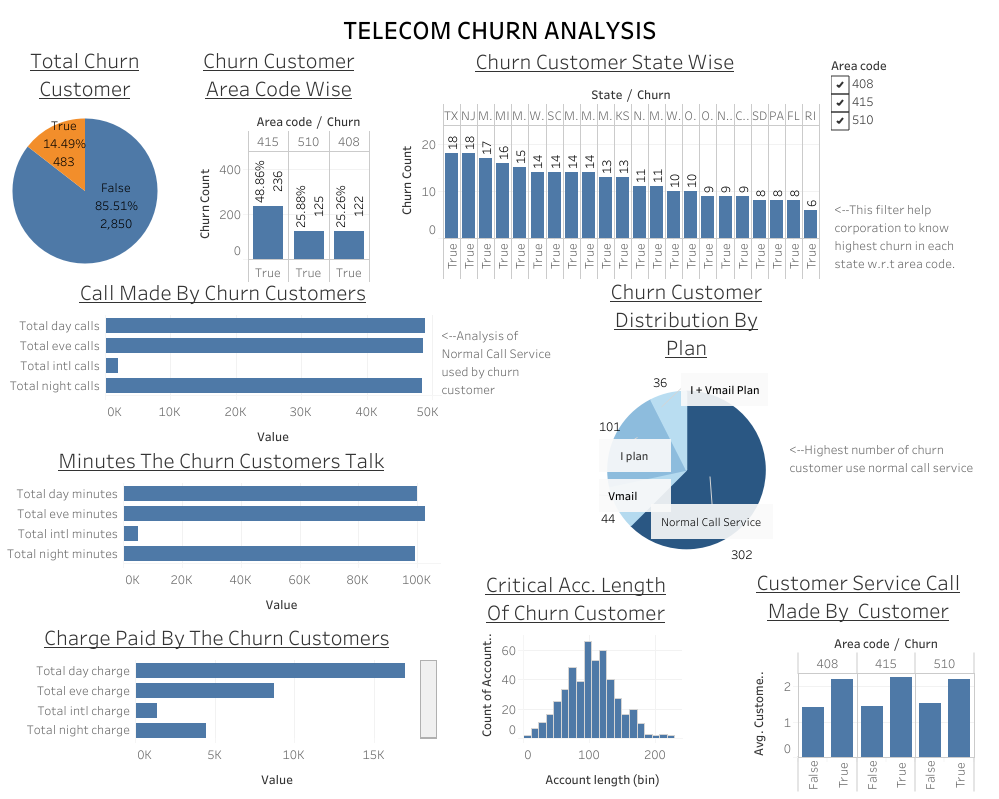 TELECOM CHURN ANALYSIS
Total Churn
Customer
True
14.49%
483
False
85.51%
2,850
Churn Customer
Area Code Wise
Area code / Churn
415 510 408
Churn Count
400
200
0
48.86%
236
25.88%
125
25.26%
122
True True True
Churn Customer State Wise
State / Churn
TX NJ M. MI M. W. SC M. M. M. KS N. M. W. O. O. N.. C.. SD PA FL RI
Churn Count
20
10
0
18 18 17 16 15 14 14 14 14 13 13 11 11 10 10 9 9 9 8 8 8 6
True True True True True True True True True True True True True True True True True True True True True True
Area code
408
415
510
<--This filter help
corporation to know
highest churn in each
state w.r.t area code.
Call Made By Churn Customers
Total day calls
Total eve calls
Total intl calls
Total night calls
0K 10K 20K 30K 40K 50K
Value
<--Analysis of
Normal Call Service
used by churn
customer
Churn Customer
Distribution By
Plan
36
I + Vmail Plan
101
I plan
Vmail
44
Normal Call Service
302
<--Highest number of churn
customer use normal call service
Minutes The Churn Customers Talk
Total day minutes
Total eve minutes
Total intl minutes
Total night minutes
0K 20K 40K 60K 80K 100K
Value
Charge Paid By The Churn Customers
Total day charge
Total eve charge
Total intl charge
Total night charge
0K 5K 10K 15K
Value
Critical Acc. Length
Of Churn Customer
Count of Account..
60
40
20
0
0 100 200
Account length (bin)
Customer Service Call
Made By Customer
Area code / Churn
408 415 510
Avg. Custome..
2
1
0
False True False True False True